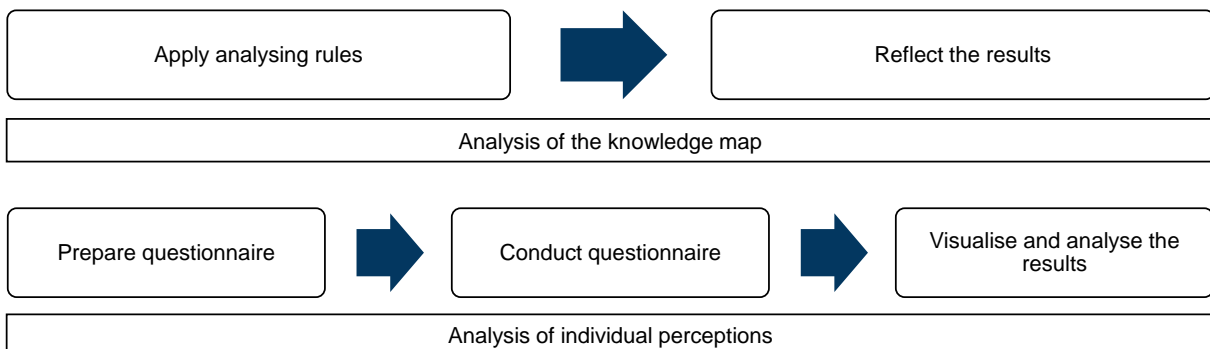 Apply analysing rules
Reflect the results
Analysis of the knowledge map
Prepare questionnaire
Conduct questionnaire
Visualise and analyse the
results
Analysis of individual perceptions